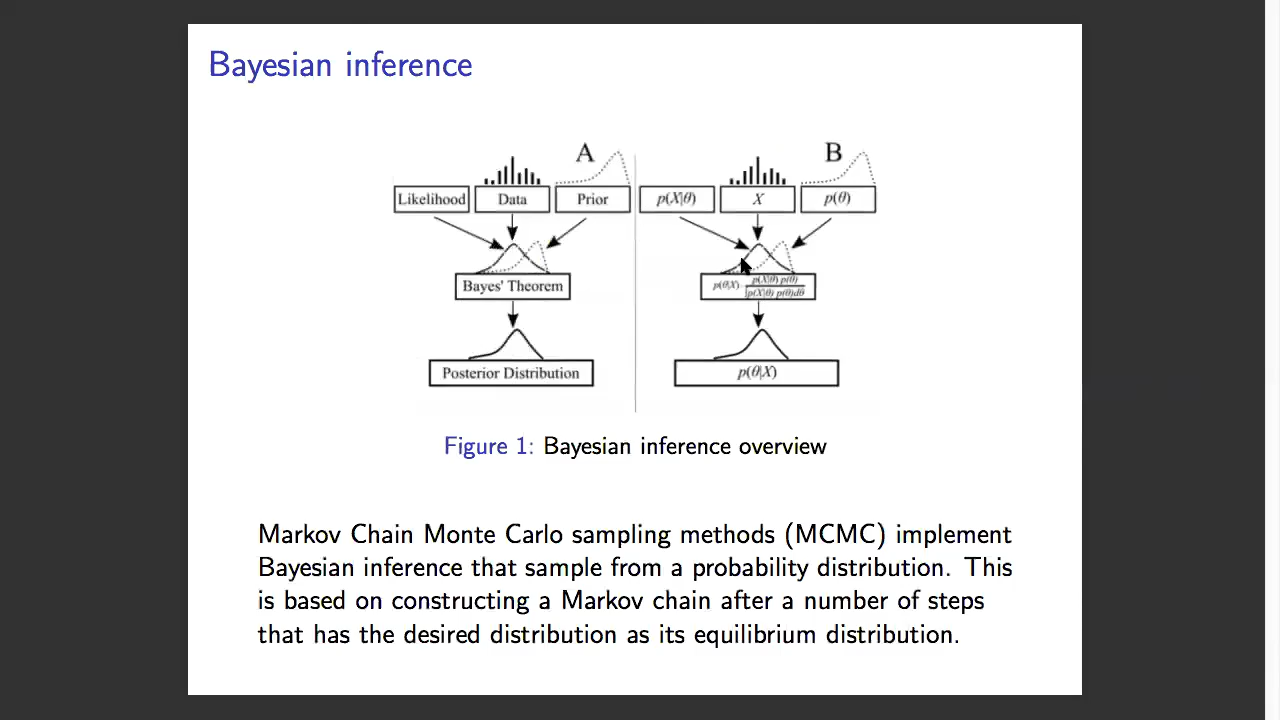 Bayesian inference
A
B
Likelihood
Data
Prior
p(X|θ)
X
p(θ)
Bayes' Theorem
p(θ|X) p(X|θ) p(θ)
∫p(X|θ) p(θ)dθ
Posterior Distribution
p(θ|X)
Figure 1: Bayesian inference overview
Markov Chain Monte Carlo sampling methods (MCMC) implement
Bayesian inference that sample from a probability distribution. This
is based on constructing a Markov chain after a number of steps
that has the desired distribution as its equilibrium distribution.